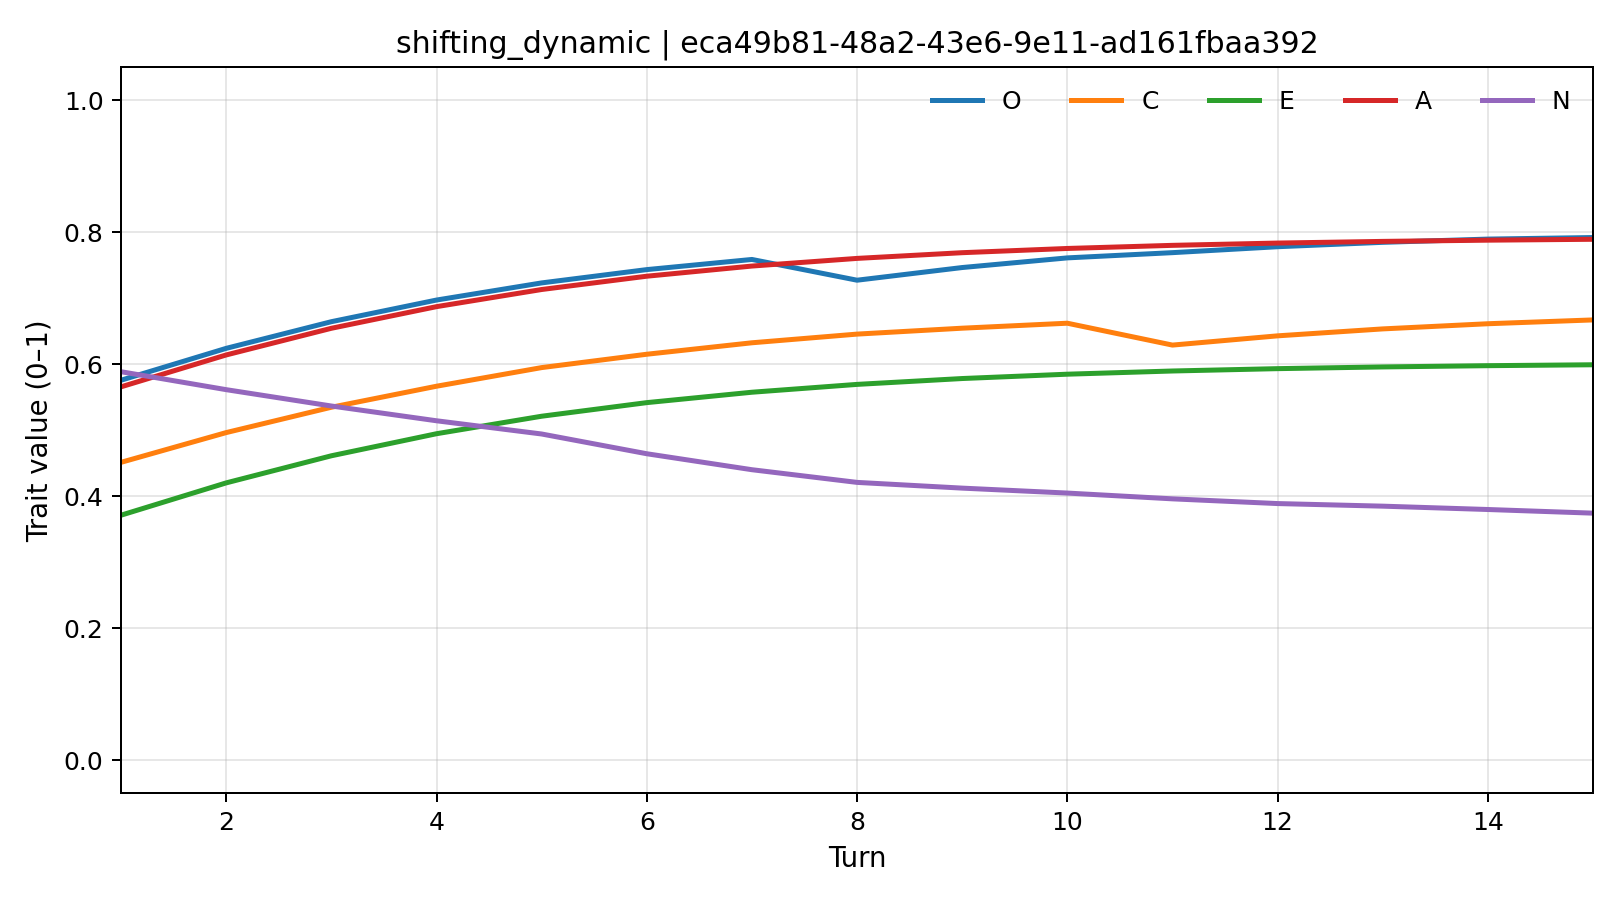 shifting_dynamic | eca49b81-48a2-43e6-9e11-ad161fbaa392
O C E A N
Trait value (0–1)
1.0
0.8
0.6
0.4
0.2
0.0
2 4 6 8 10 12 14
Turn